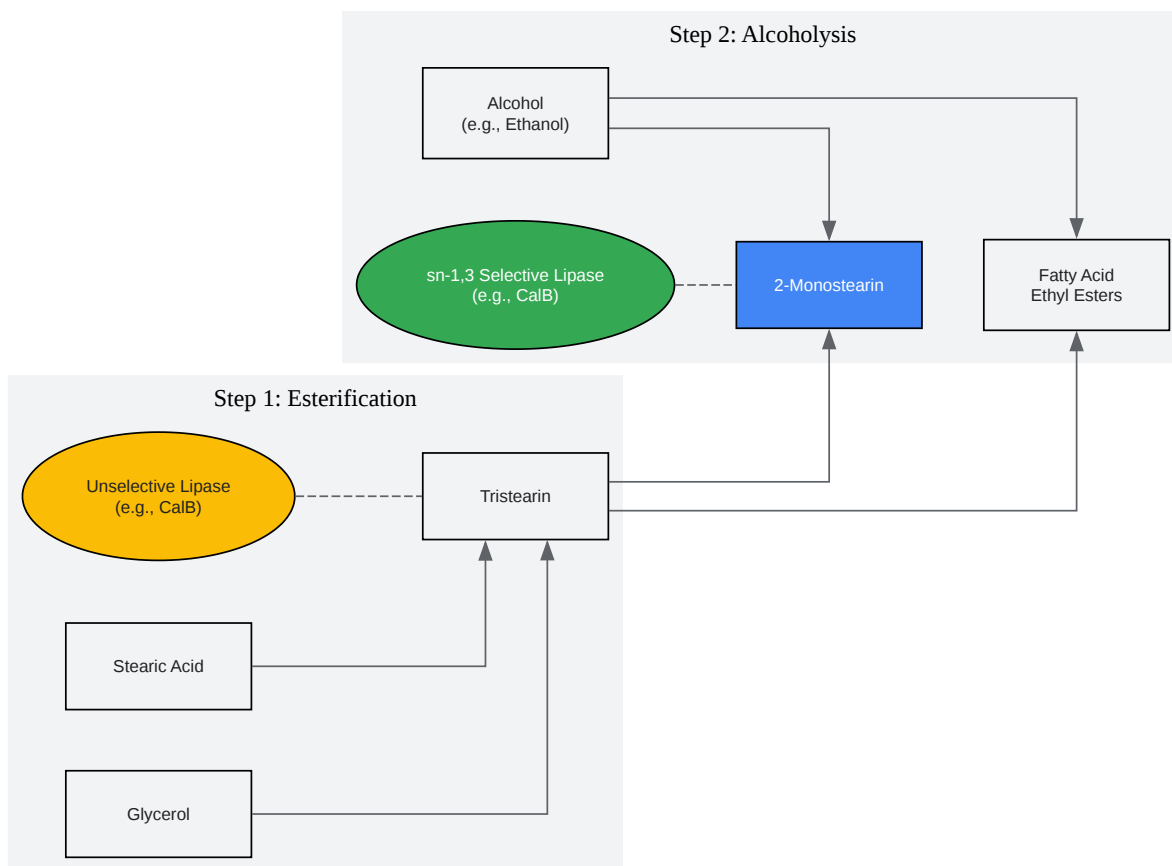 Step 2: Alcoholysis
Alcohol
(e.g., Ethanol)
sn-1,3 Selective Lipase
(e.g., CalB)
2-Monostearin
Fatty Acid
Ethyl Esters
Step 1: Esterification
Unselective Lipase
(e.g., CalB)
Tristearin
Stearic Acid
Glycerol